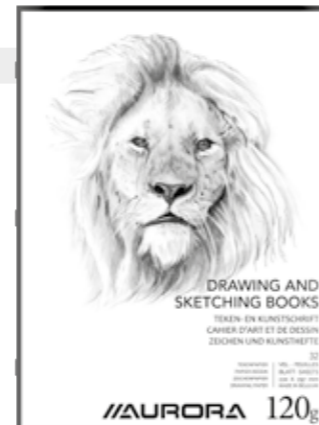 DRAWING AND
SKETCHING BOOKS
TEKEN- EN KUNSTSCHRIFT
CAHIER D'ART ET DE DESSIN
ZEICHEN UND KUNSTHEFTE
32
//AURORA 120g